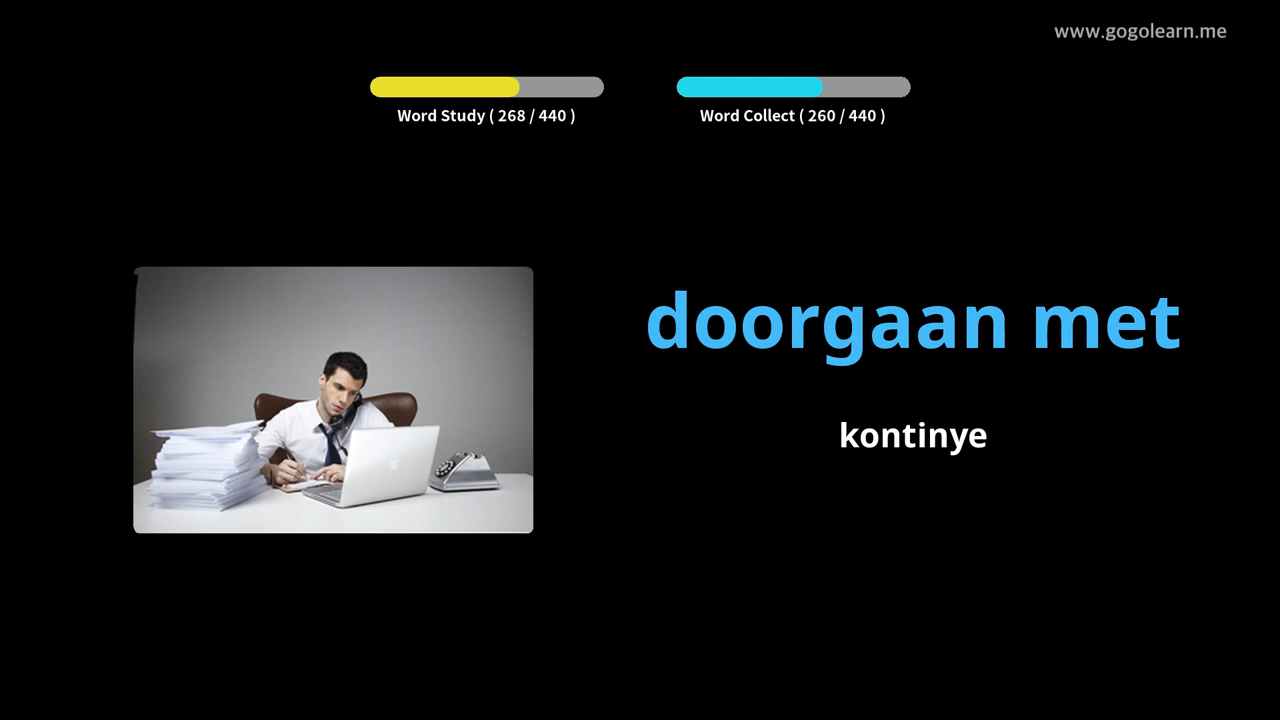 www.gogolearn.me
Word Study ( 268 / 440 )
Word Collect ( 260 / 440 )
doorgaan met
kontinye